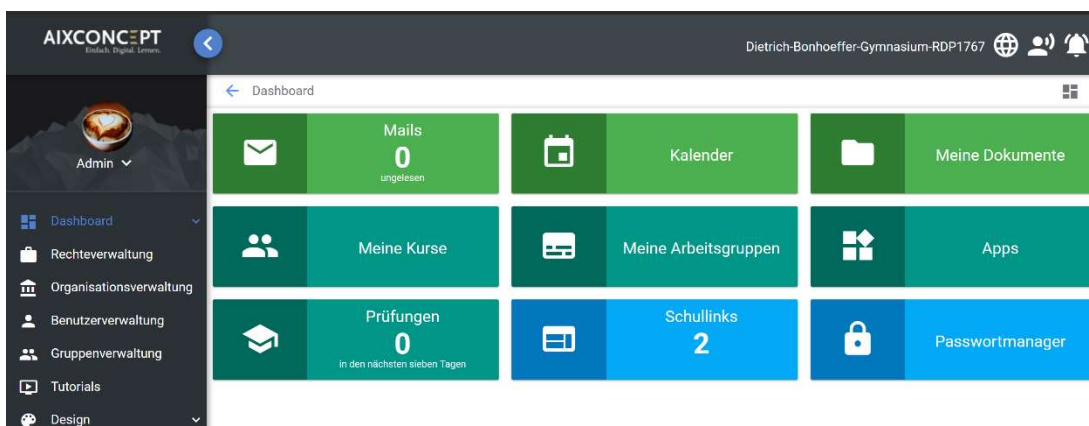 AIXCONCEPT
Einfach. Digital. Lernen.
Dietrich-Bonhoeffer-Gymnasium-RDP1767
Dashboard
Admin
Dashboard
Rechteverwaltung
Organisationsverwaltung
Benutzerverwaltung
Gruppenverwaltung
Tutorials
Design
Mails
0
ungelesen
Kalender
Meine Dokumente
Meine Kurse
Meine Arbeitsgruppen
Apps
Prüfungen
0
in den nächsten sieben Tagen
Schullinks
2
Passwortmanager